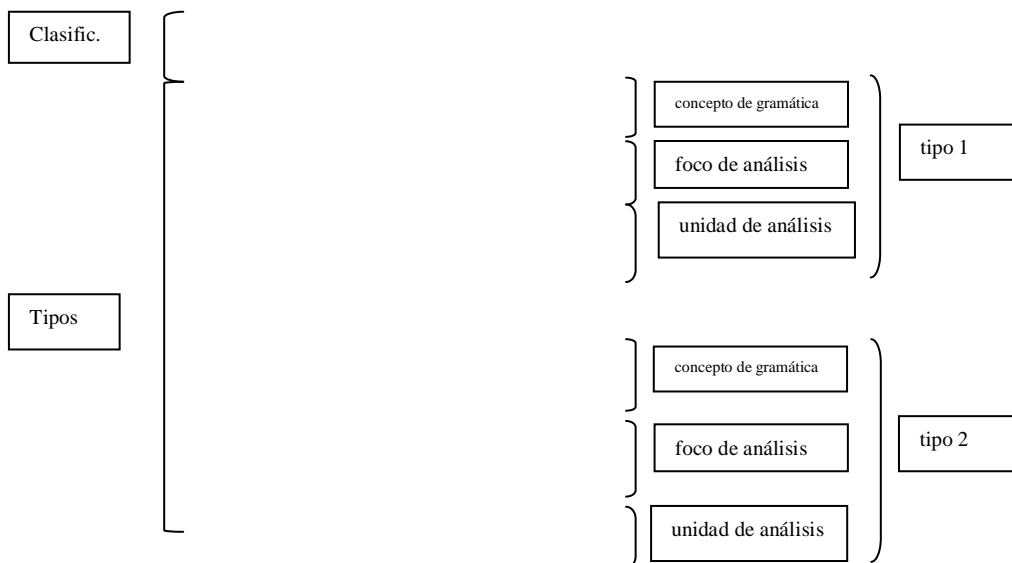 Clasific.
concepto de gramática
tipo 1
foco de análisis
unidad de análisis
Tipos
concepto de gramática
tipo 2
foco de análisis
unidad de análisis